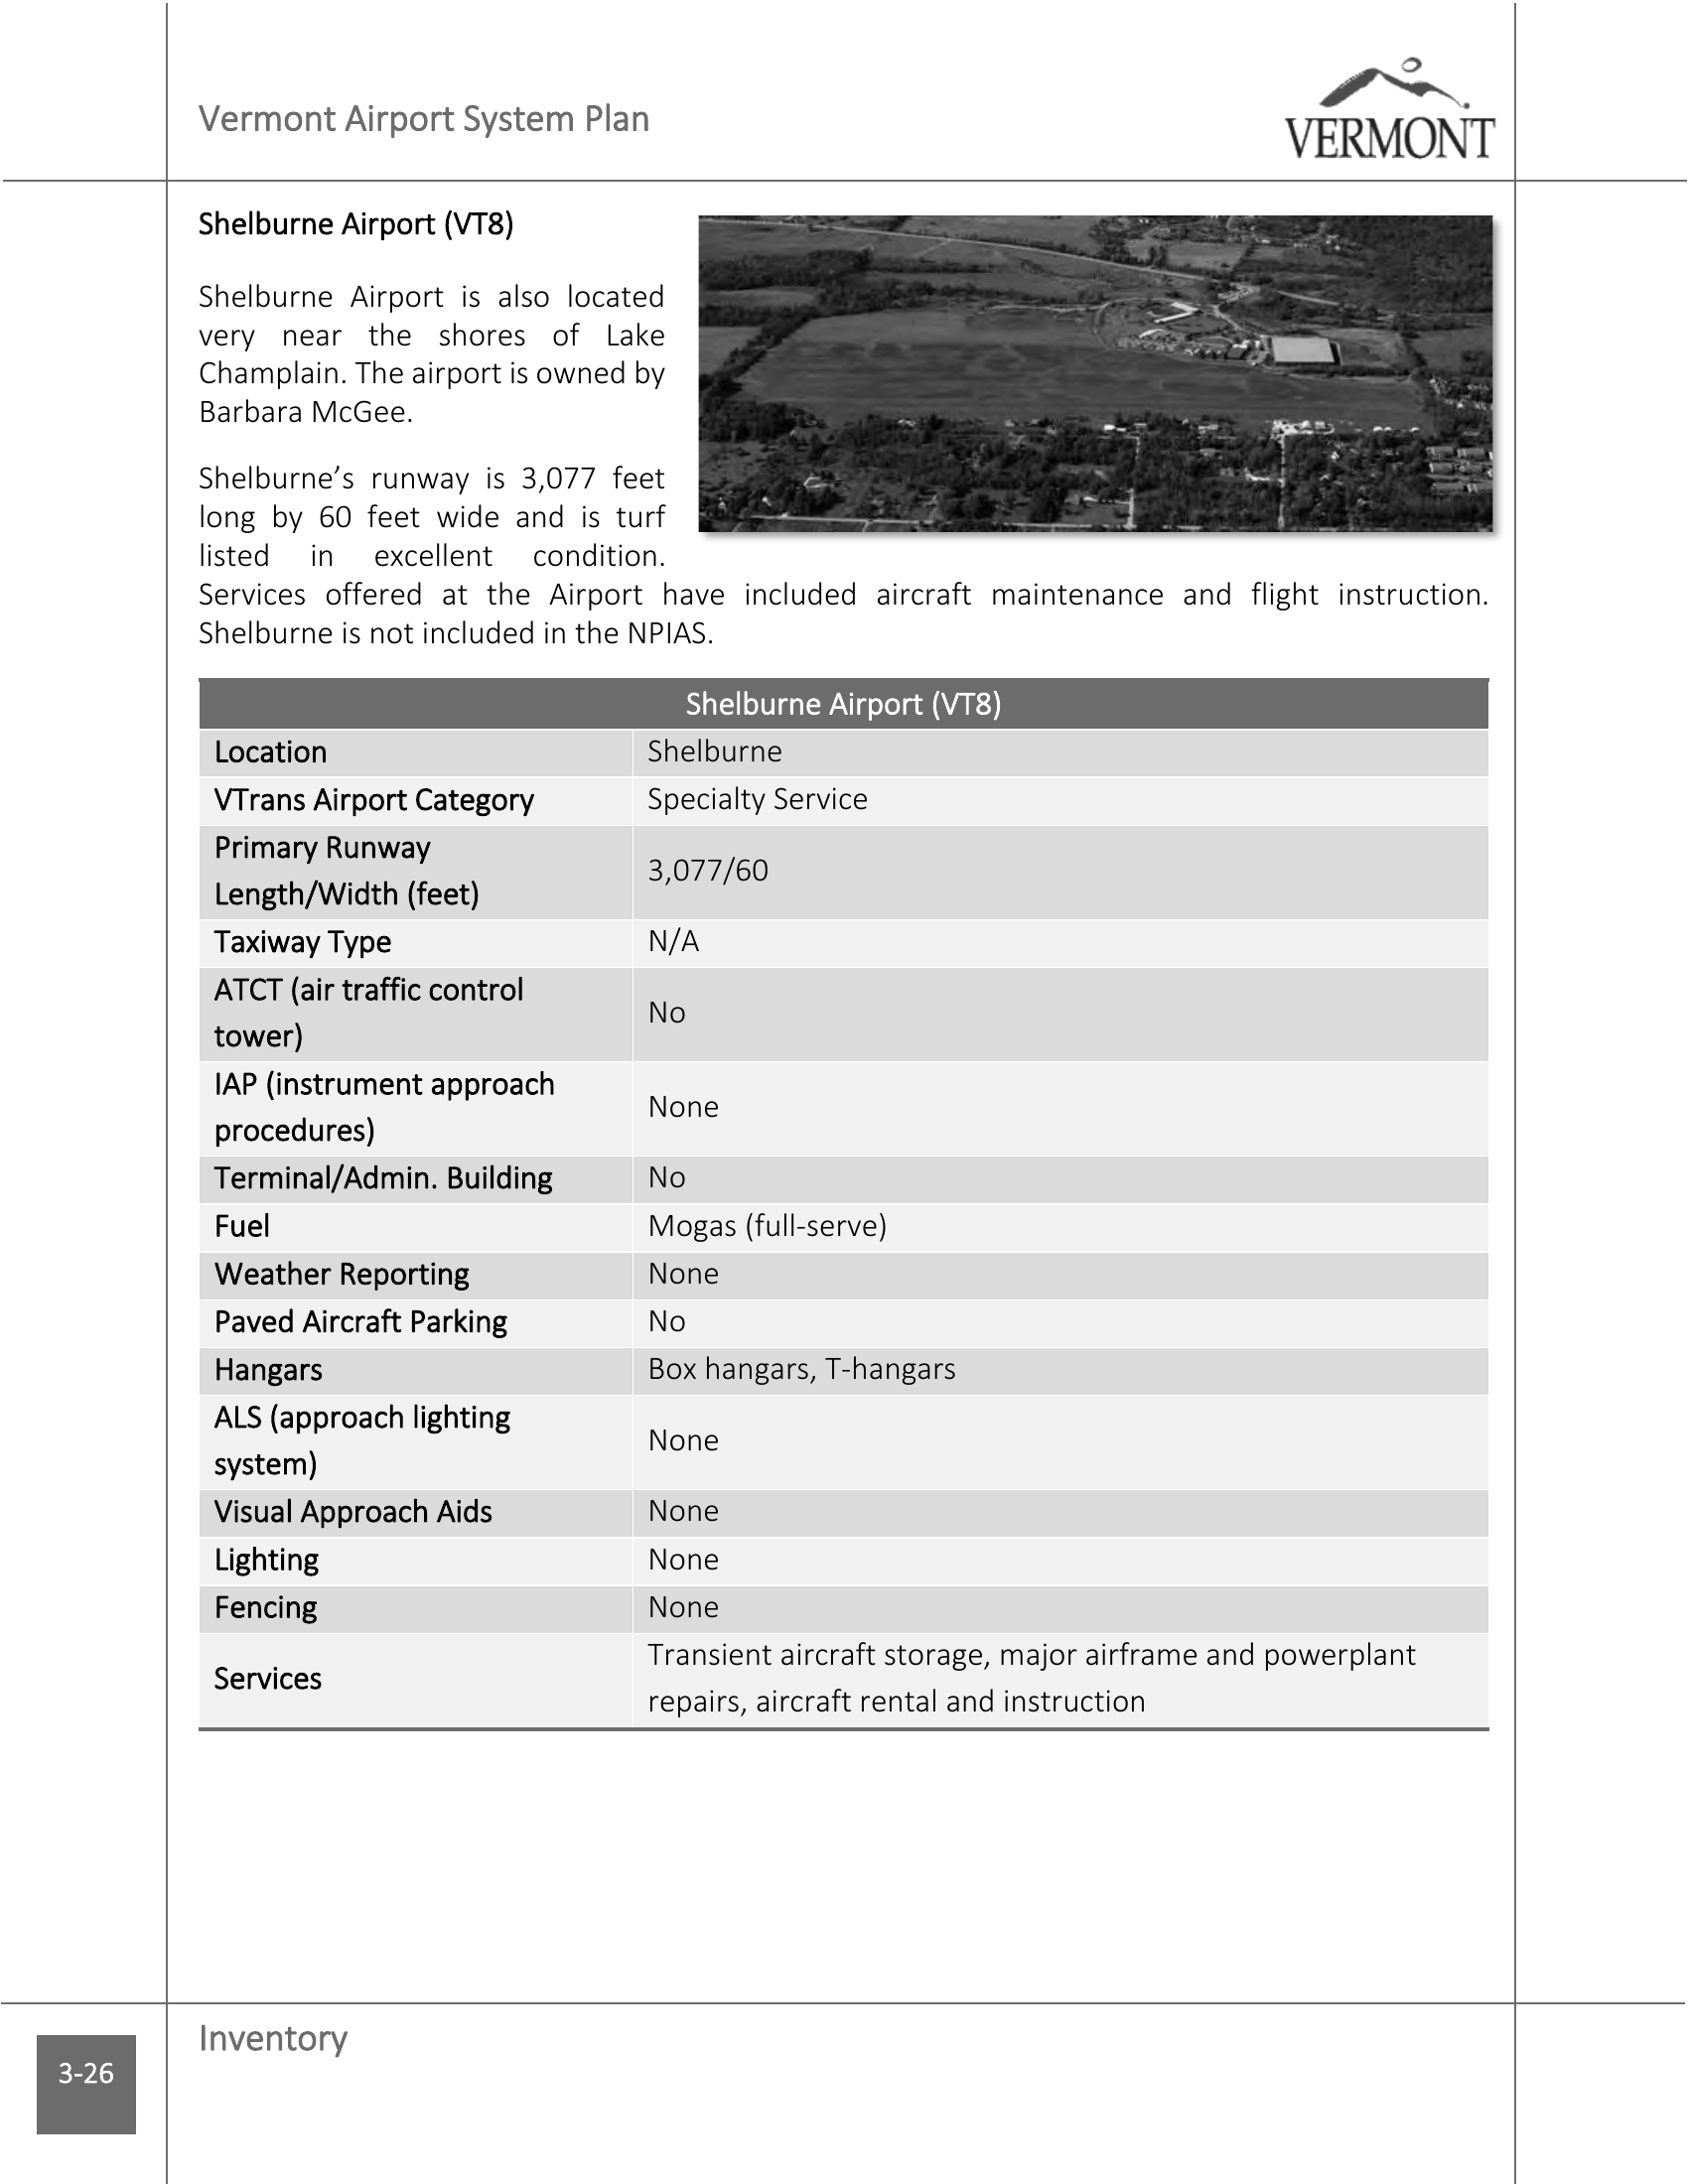 Vermont Airport System Plan
VERMONT
Shelburne Airport (VT8)
Shelburne Airport is also located
very near the shores of Lake
Champlain. The airport is owned by
Barbara McGee.
Shelburne’s runway is 3,077 feet
long by 60 feet wide and is turf
listed in excellent condition.
Services offered at the Airport have included aircraft maintenance and flight instruction.
Shelburne is not included in the NPIAS.
Shelburne Airport (VT8)
Location Shelburne
VTrans Airport Category Specialty Service
Primary Runway
Length/Width (feet)
3,077/60
Taxiway Type N/A
ATCT (air traffic control
tower)
No
IAP (instrument approach
procedures)
None
Terminal/Admin. Building No
Fuel Mogas (full-serve)
Weather Reporting None
Paved Aircraft Parking No
Hangars Box hangars, T-hangars
ALS (approach lighting
system)
None
Visual Approach Aids None
Lighting None
Fencing None
Services
Transient aircraft storage, major airframe and powerplant
repairs, aircraft rental and instruction
Inventory
3-26